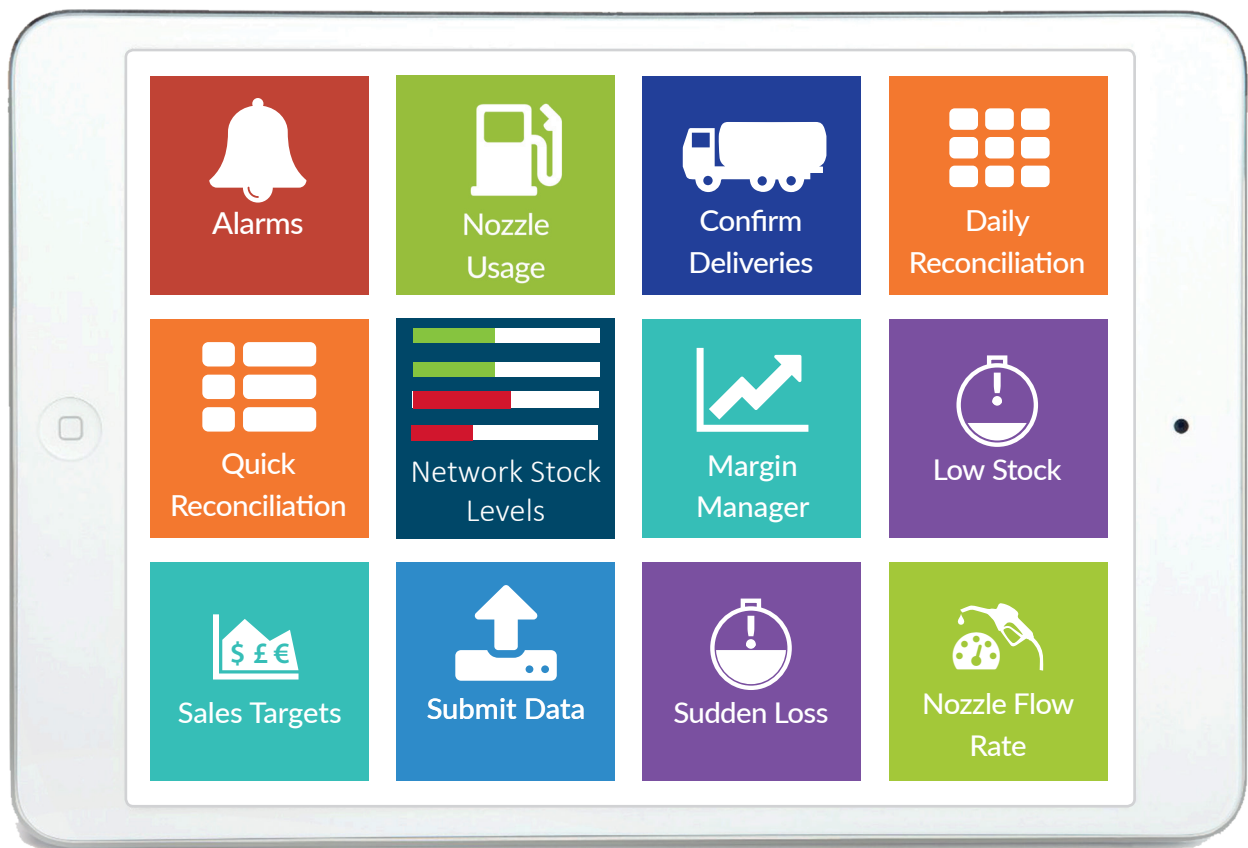 Alarms
Nozzle
Usage
Confirm
Deliveries
Daily
Reconciliation
Quick
Reconciliation
Network Stock
Levels
Margin
Manager
Low Stock
$ £ €
Sales Targets
Submit Data
Sudden Loss
Nozzle Flow
Rate